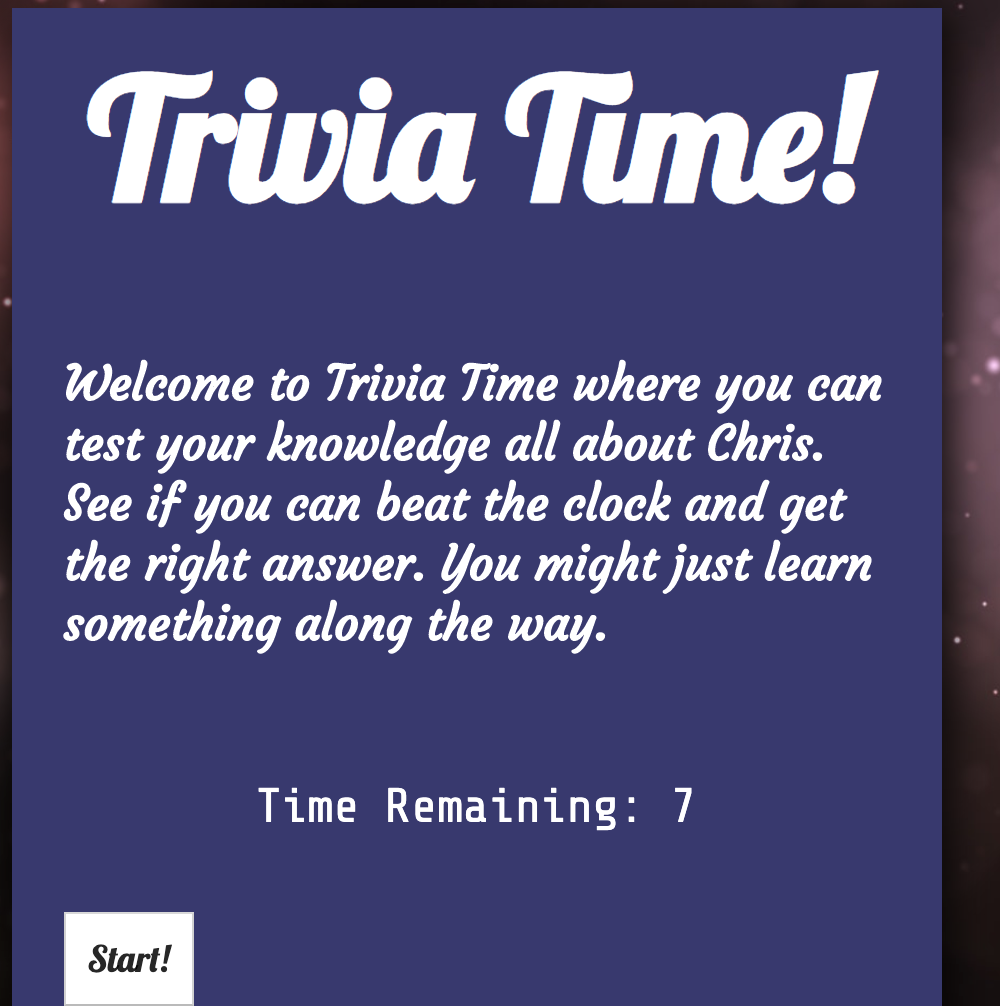 Trivia Time!
Welcome to Trivia Time where you can
test your knowledge all about Chris.
See if you can beat the clock and get
the right answer. You might just learn
something along the way.
Time Remaining: 7
Start!